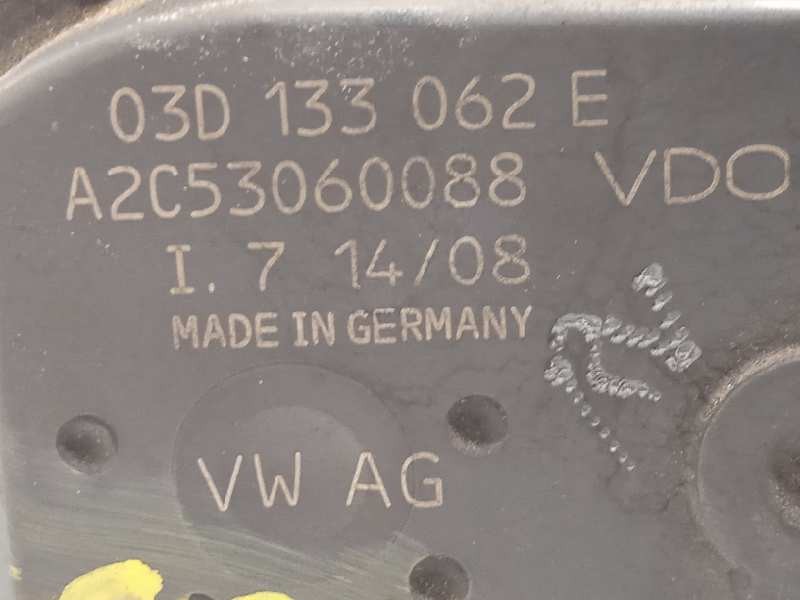 03D 133 062 E
A2C53060088 VDO
I. 7 14/08
MADE IN GERMANY
VW AG